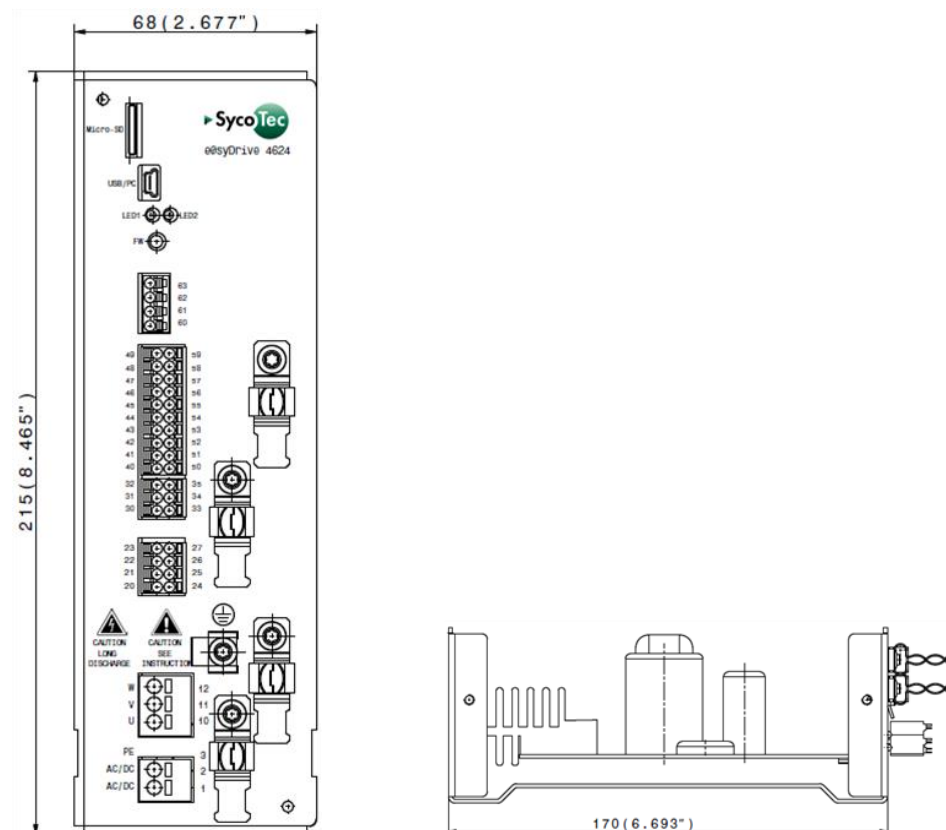 68(2.677")
SycoTec
e@syDrive 4624
Micro-SD
USB/PC
LED1 LED2
FW
63
62
61
60
49 59
48 58
47 57
46 56
45 55
44 54
43 53
42 52
41 51
40 50
32 35
31 34
30 33
23 27
22 26
21 25
20 24
215(8.465")
CAUTION CAUTION
LONG SEE
DISCHARGE INSTRUCTION
W 12
V 11
U 10
PE 3
AC/DC 2
AC/DC 1
170(6.693")